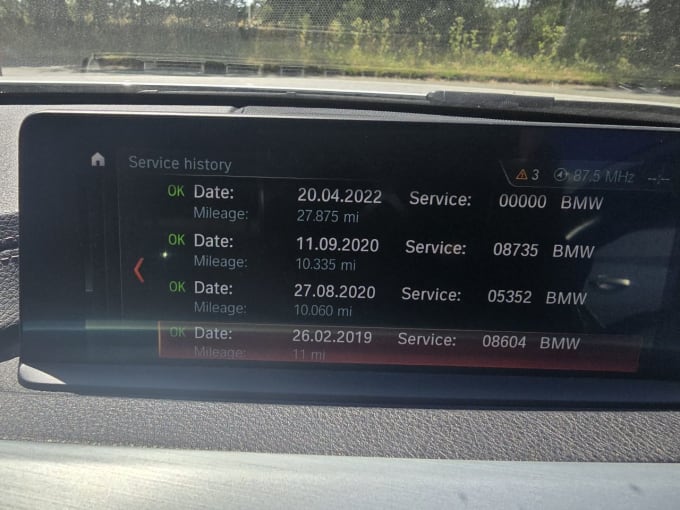 Service history
3 87.5 MHz --
OK Date: 20.04.2022 Service: 00000 BMW
Mileage: 27.875 mi
OK Date: 11.09.2020 Service: 08735 BMW
Mileage: 10.335 mi
OK Date: 27.08.2020 Service: 05352 BMW
Mileage: 10.060 mi
OK Date: 26.02.2019 Service: 08604 BMW
Mileage: 11 mi